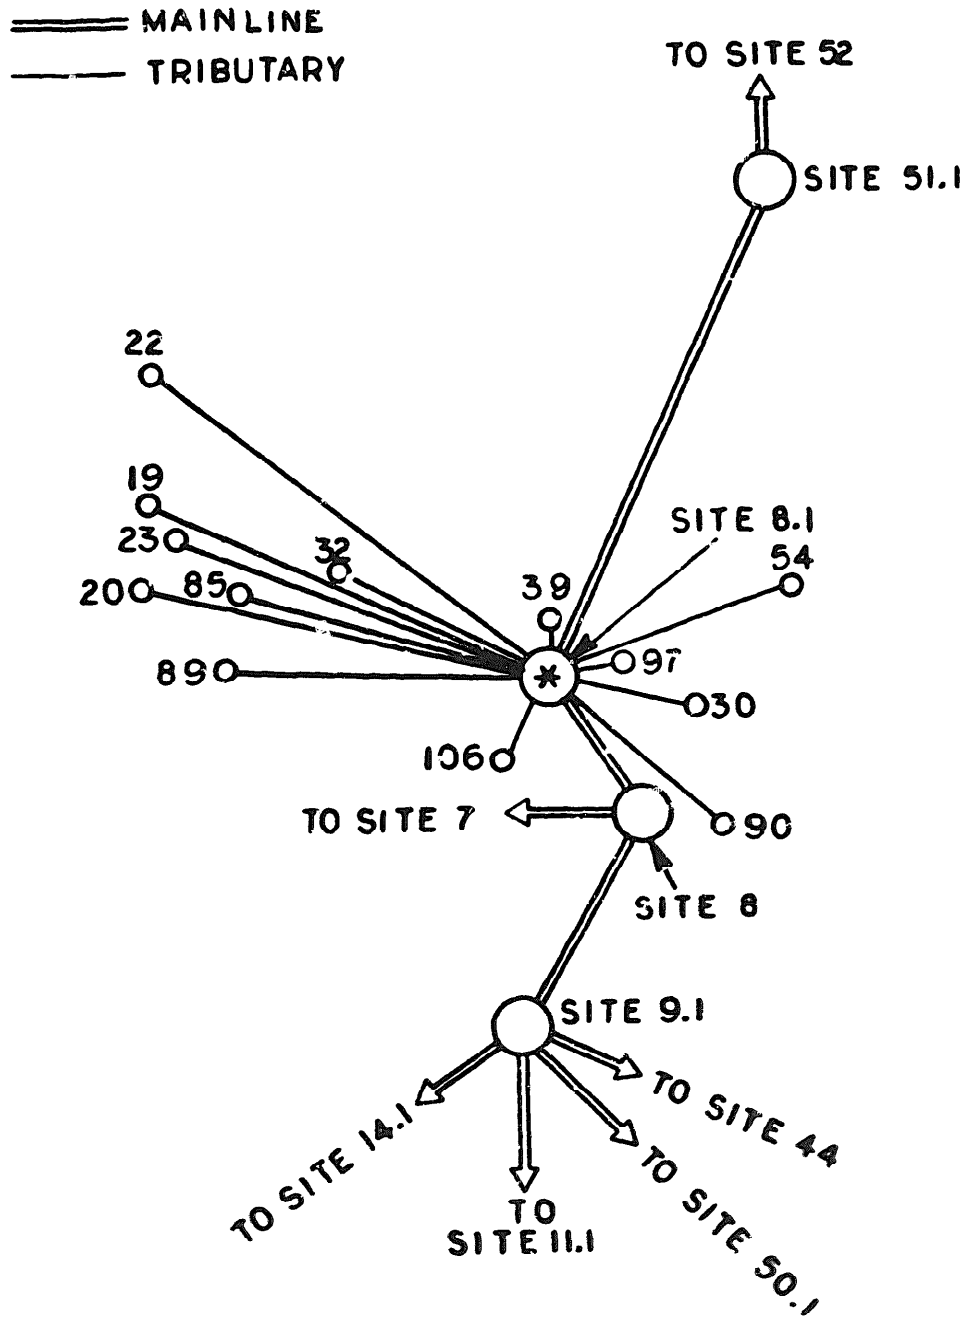 MAINLINE
TRIBUTARY
TO SITE 52
SITE 51.1
22
19
23
32
20
85
89
39
SITE 8.1
54
97
30
106
90
TO SITE 7
SITE 8
SITE 9.1
TO SITE 44
TO SITE 14.1
TO SITE 50.1
TO
SITE 11.1